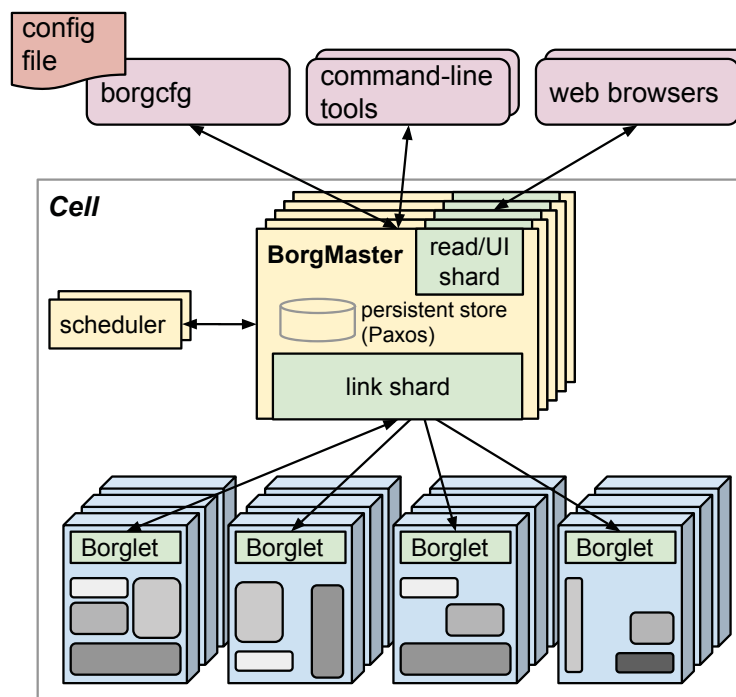 config
file
borgcfg
command-line
tools
web browsers
Cell
BorgMaster
read/UI
shard
scheduler
persistent store
(Paxos)
link shard
Borglet
Borglet
Borglet
Borglet